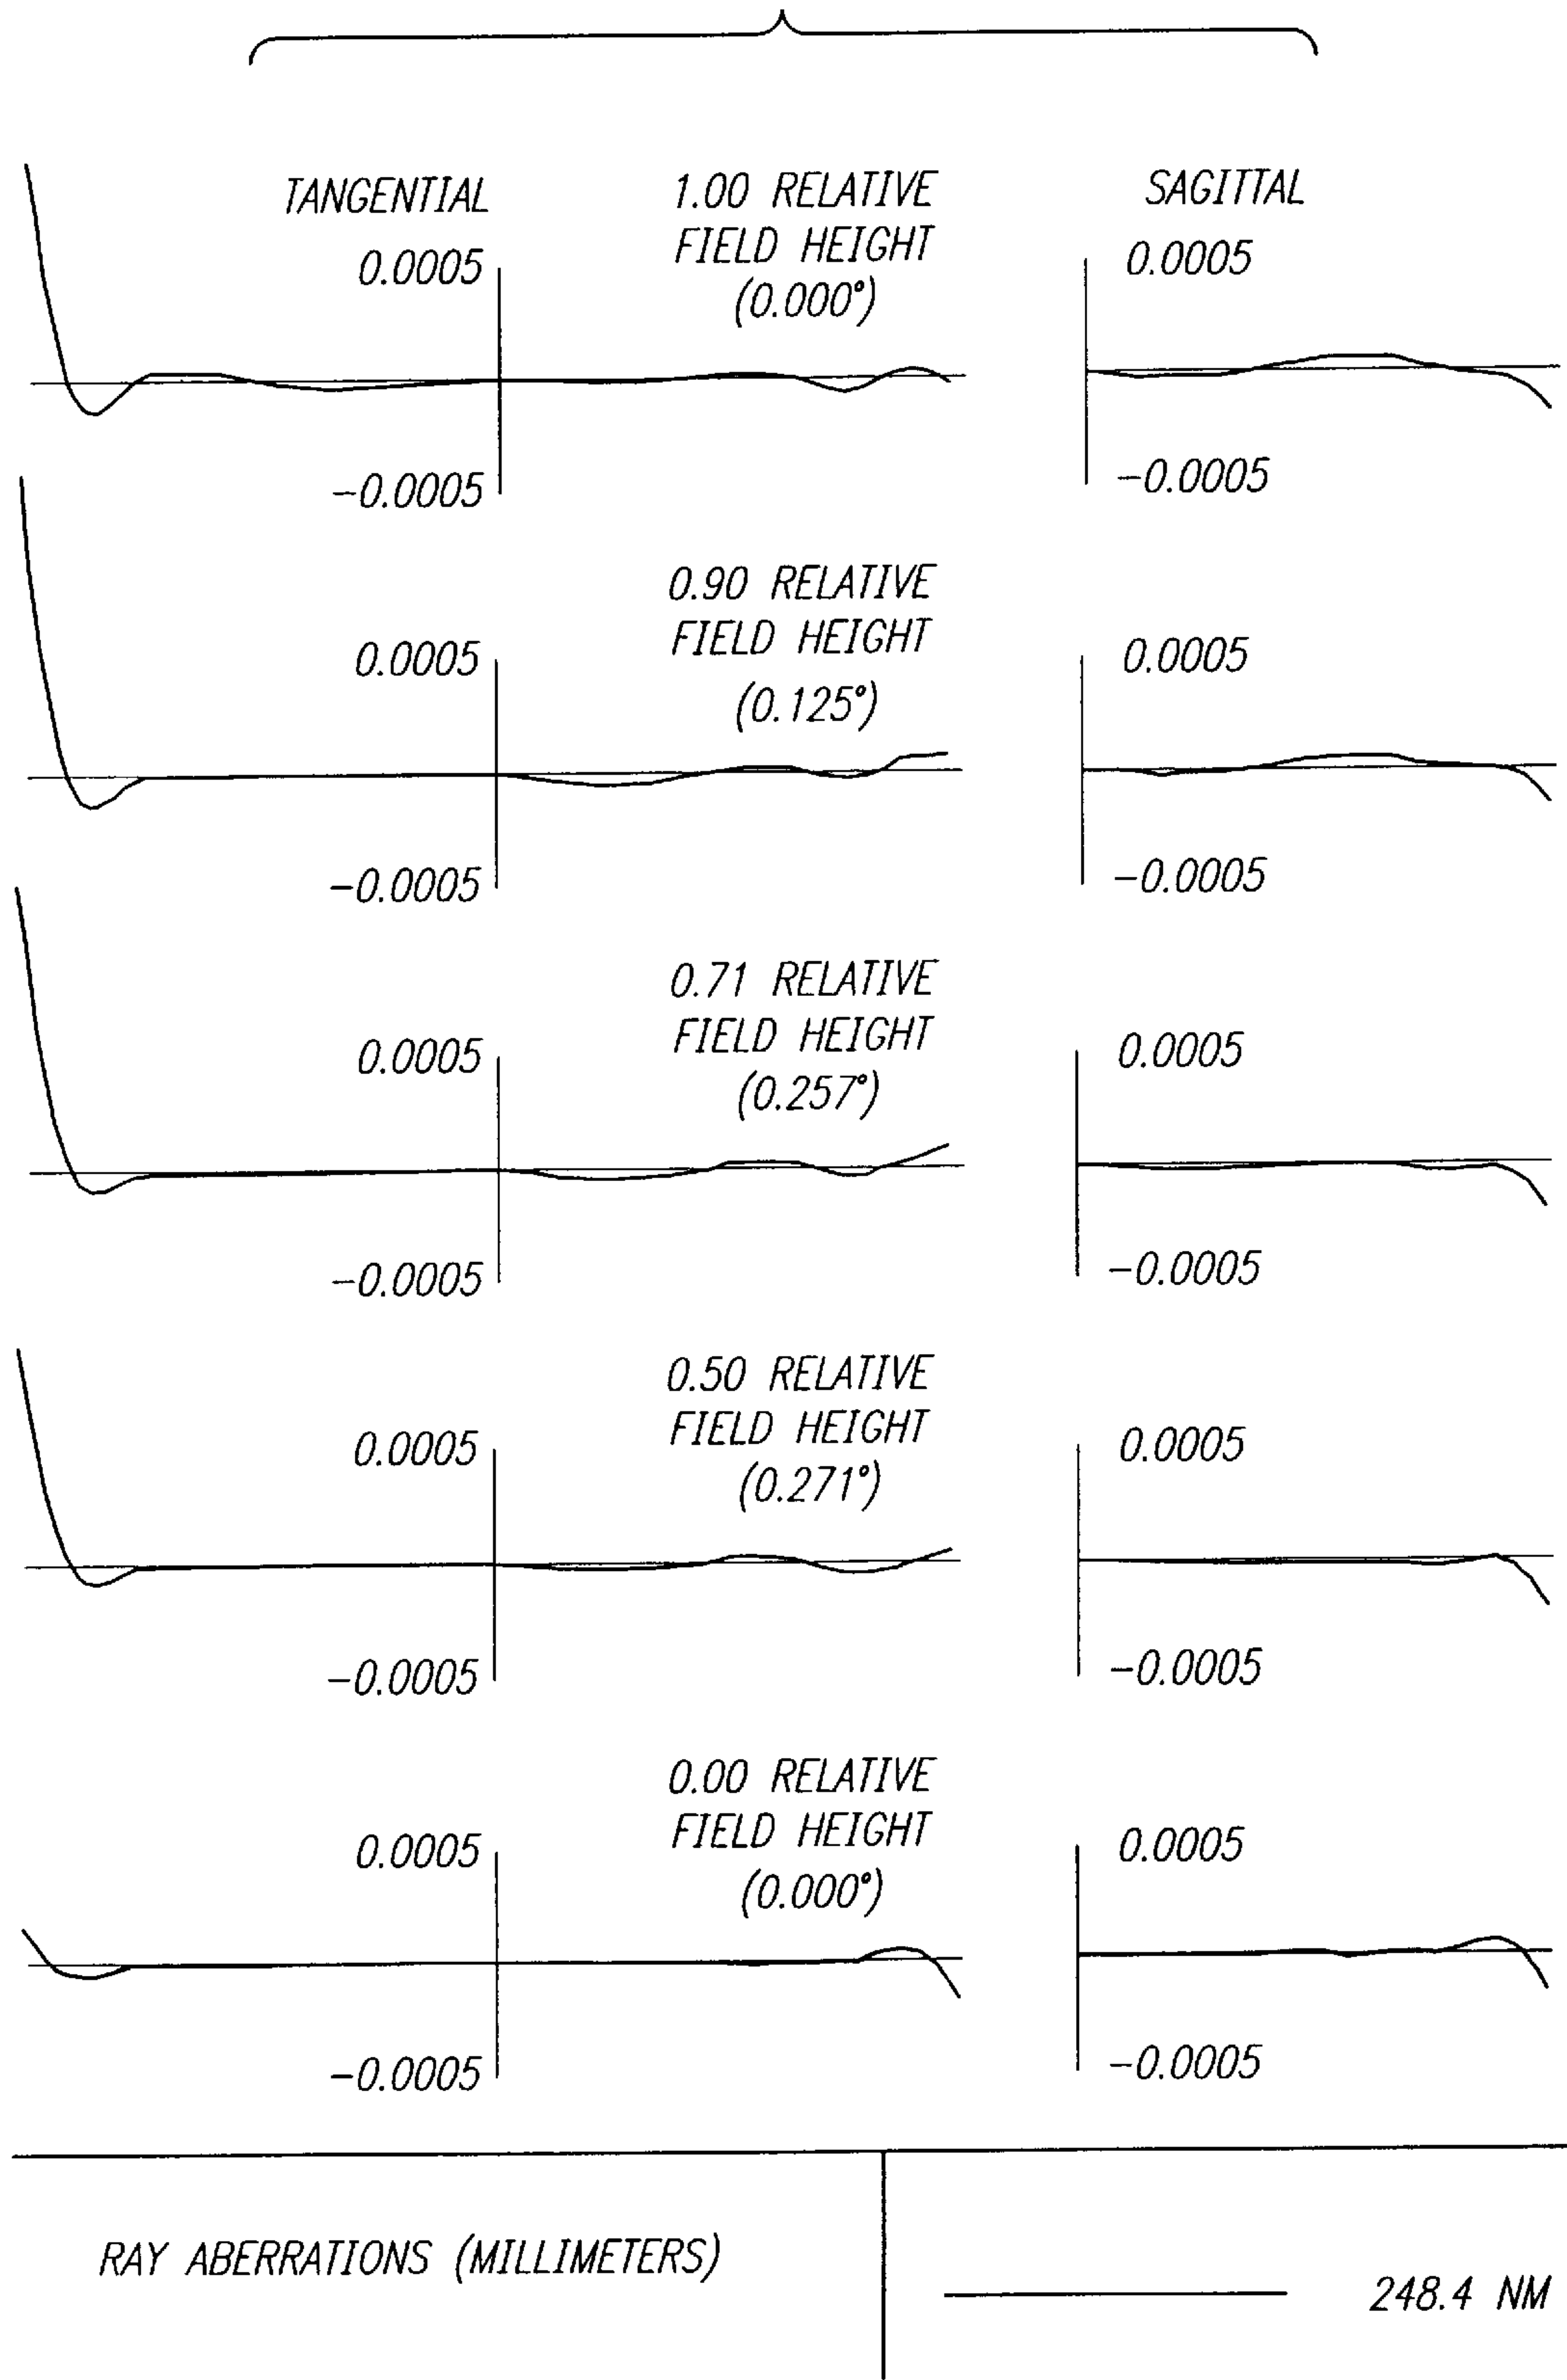 TANGENTIAL
1.00 RELATIVE
FIELD HEIGHT
(0.000°)
SAGITTAL
0.0005
0.0005
-0.0005
-0.0005
0.90 RELATIVE
FIELD HEIGHT
(0.125°)
0.0005
0.0005
-0.0005
-0.0005
0.71 RELATIVE
FIELD HEIGHT
(0.257°)
0.0005
0.0005
-0.0005
-0.0005
0.50 RELATIVE
FIELD HEIGHT
(0.271°)
0.0005
0.0005
-0.0005
-0.0005
0.00 RELATIVE
FIELD HEIGHT
(0.000°)
0.0005
0.0005
-0.0005
-0.0005
RAY ABERRATIONS (MILLIMETERS)
248.4 NM